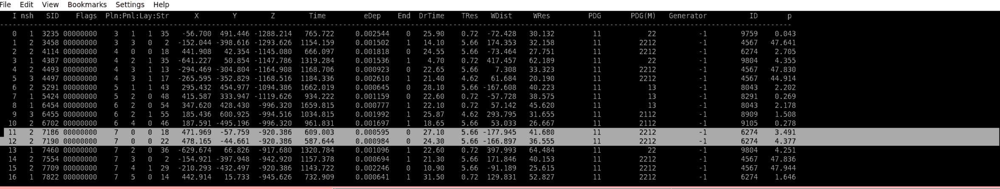 File Edit View Bookmarks Settings Help
I nsh SID Flags Pln:Pnl:Lay:Str X Y Z Time eDep End DrTime TRes WDist WRes PDG PDG(M) Generator ID p
0 1 3235 00000000 3 1 1 35 -56.700 491.446 -1288.214 765.722 0.002544 0 25.90 0.72 -72.428 30.132 11 22 -1 9759 0.043
1 2 3458 00000000 3 3 0 2 -152.044 -398.616 -1293.626 1154.159 0.001502 1 14.10 5.66 174.353 32.158 11 2212 -1 4567 47.641
2 2 4114 00000000 4 0 0 18 441.908 42.354 -1145.080 666.097 0.001818 0 24.55 5.66 -73.464 27.751 11 2212 -1 6274 2.705
3 1 4387 00000000 4 2 1 35 -641.227 50.854 -1147.786 1319.284 0.001536 1 4.70 0.72 417.457 62.189 11 22 -1 9804 4.355
4 2 4493 00000000 4 3 1 13 -294.469 -304.804 -1164.908 1168.706 0.000923 0 22.65 5.66 7.308 33.323 11 2212 -1 4567 47.830
5 3 4497 00000000 4 3 1 17 -265.595 -352.829 -1168.516 1184.336 0.002610 1 21.40 4.62 61.684 20.190 11 2212 -1 4567 44.914
6 2 5291 00000000 5 1 1 43 295.432 454.977 -1094.386 1662.019 0.000645 0 28.10 5.66 -167.608 40.223 11 13 -1 8043 2.202
7 1 5424 00000000 5 2 0 48 415.587 333.947 -1119.626 934.222 0.001159 0 22.60 0.72 -57.728 38.575 11 13 -1 8291 0.269
8 1 6454 00000000 6 2 0 54 347.620 428.430 -996.320 1659.815 0.000777 1 22.10 0.72 57.142 45.620 11 13 -1 8043 2.178
9 3 6455 00000000 6 2 1 55 185.436 600.925 -994.516 1034.815 0.001992 1 25.87 4.62 293.795 31.655 11 2112 -1 8909 1.508
10 2 6702 00000000 6 4 0 46 187.591 -495.196 -996.320 961.831 0.001697 1 18.65 5.66 53.033 26.667 11 2112 -1 9105 0.278
11 2 7186 00000000 7 0 0 18 471.969 -57.759 -920.386 609.003 0.000595 0 27.10 5.66 -177.945 41.680 11 2212 -1 6274 3.491
12 2 7190 00000000 7 0 0 22 478.165 -44.661 -920.386 587.644 0.000984 0 24.30 5.66 -166.897 36.555 11 2212 -1 6274 4.377
13 1 7460 00000000 7 2 0 36 -629.674 66.826 -917.680 1320.784 0.001096 1 22.60 0.72 397.993 64.484 11 22 -1 9804 4.251
14 2 7554 00000000 7 3 0 2 -154.921 -397.948 -942.920 1157.378 0.000694 1 21.30 5.66 171.846 40.153 11 2212 -1 4567 47.836
15 2 7709 00000000 7 4 1 29 -210.293 -432.497 -920.386 1143.722 0.002246 0 10.90 5.66 -91.189 25.615 11 2212 -1 4567 47.944
16 1 7822 00000000 7 5 0 14 442.914 15.733 -945.626 732.909 0.000641 1 31.50 0.72 129.831 52.827 11 2212 -1 6274 1.646